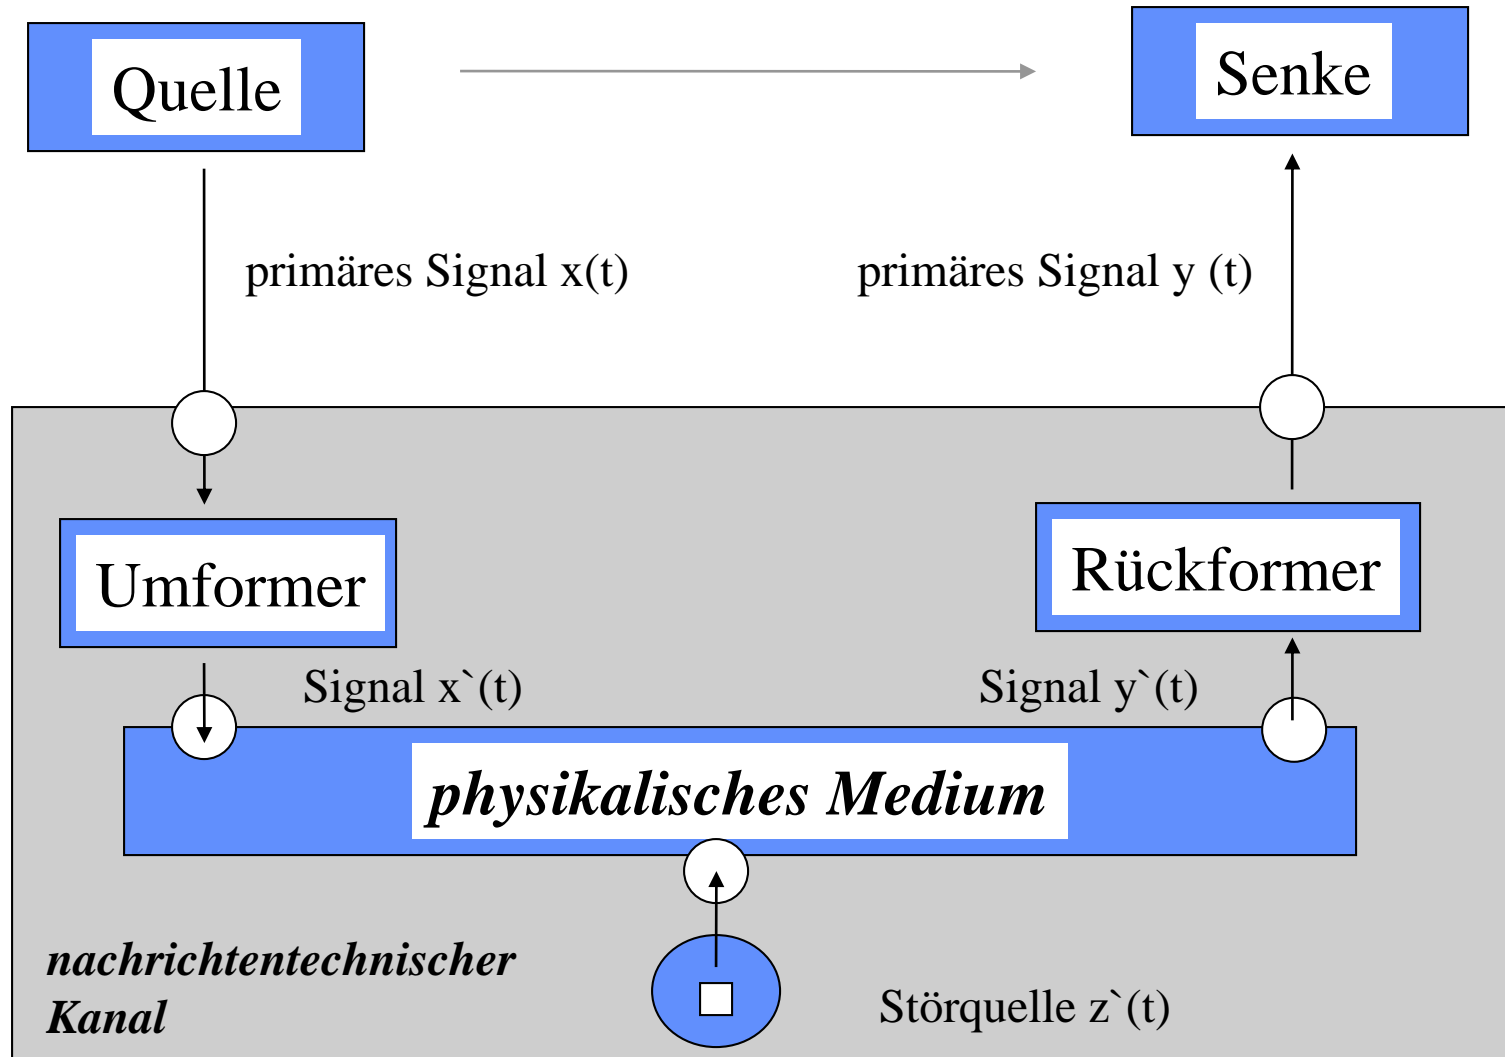 Quelle
Senke
primäres Signal x(t)
primäres Signal y (t)
Umformer
Rückformer
Signal x`(t)
Signal y`(t)
physikalisches Medium
nachrichtentechnischer
Kanal
Störquelle z`(t)